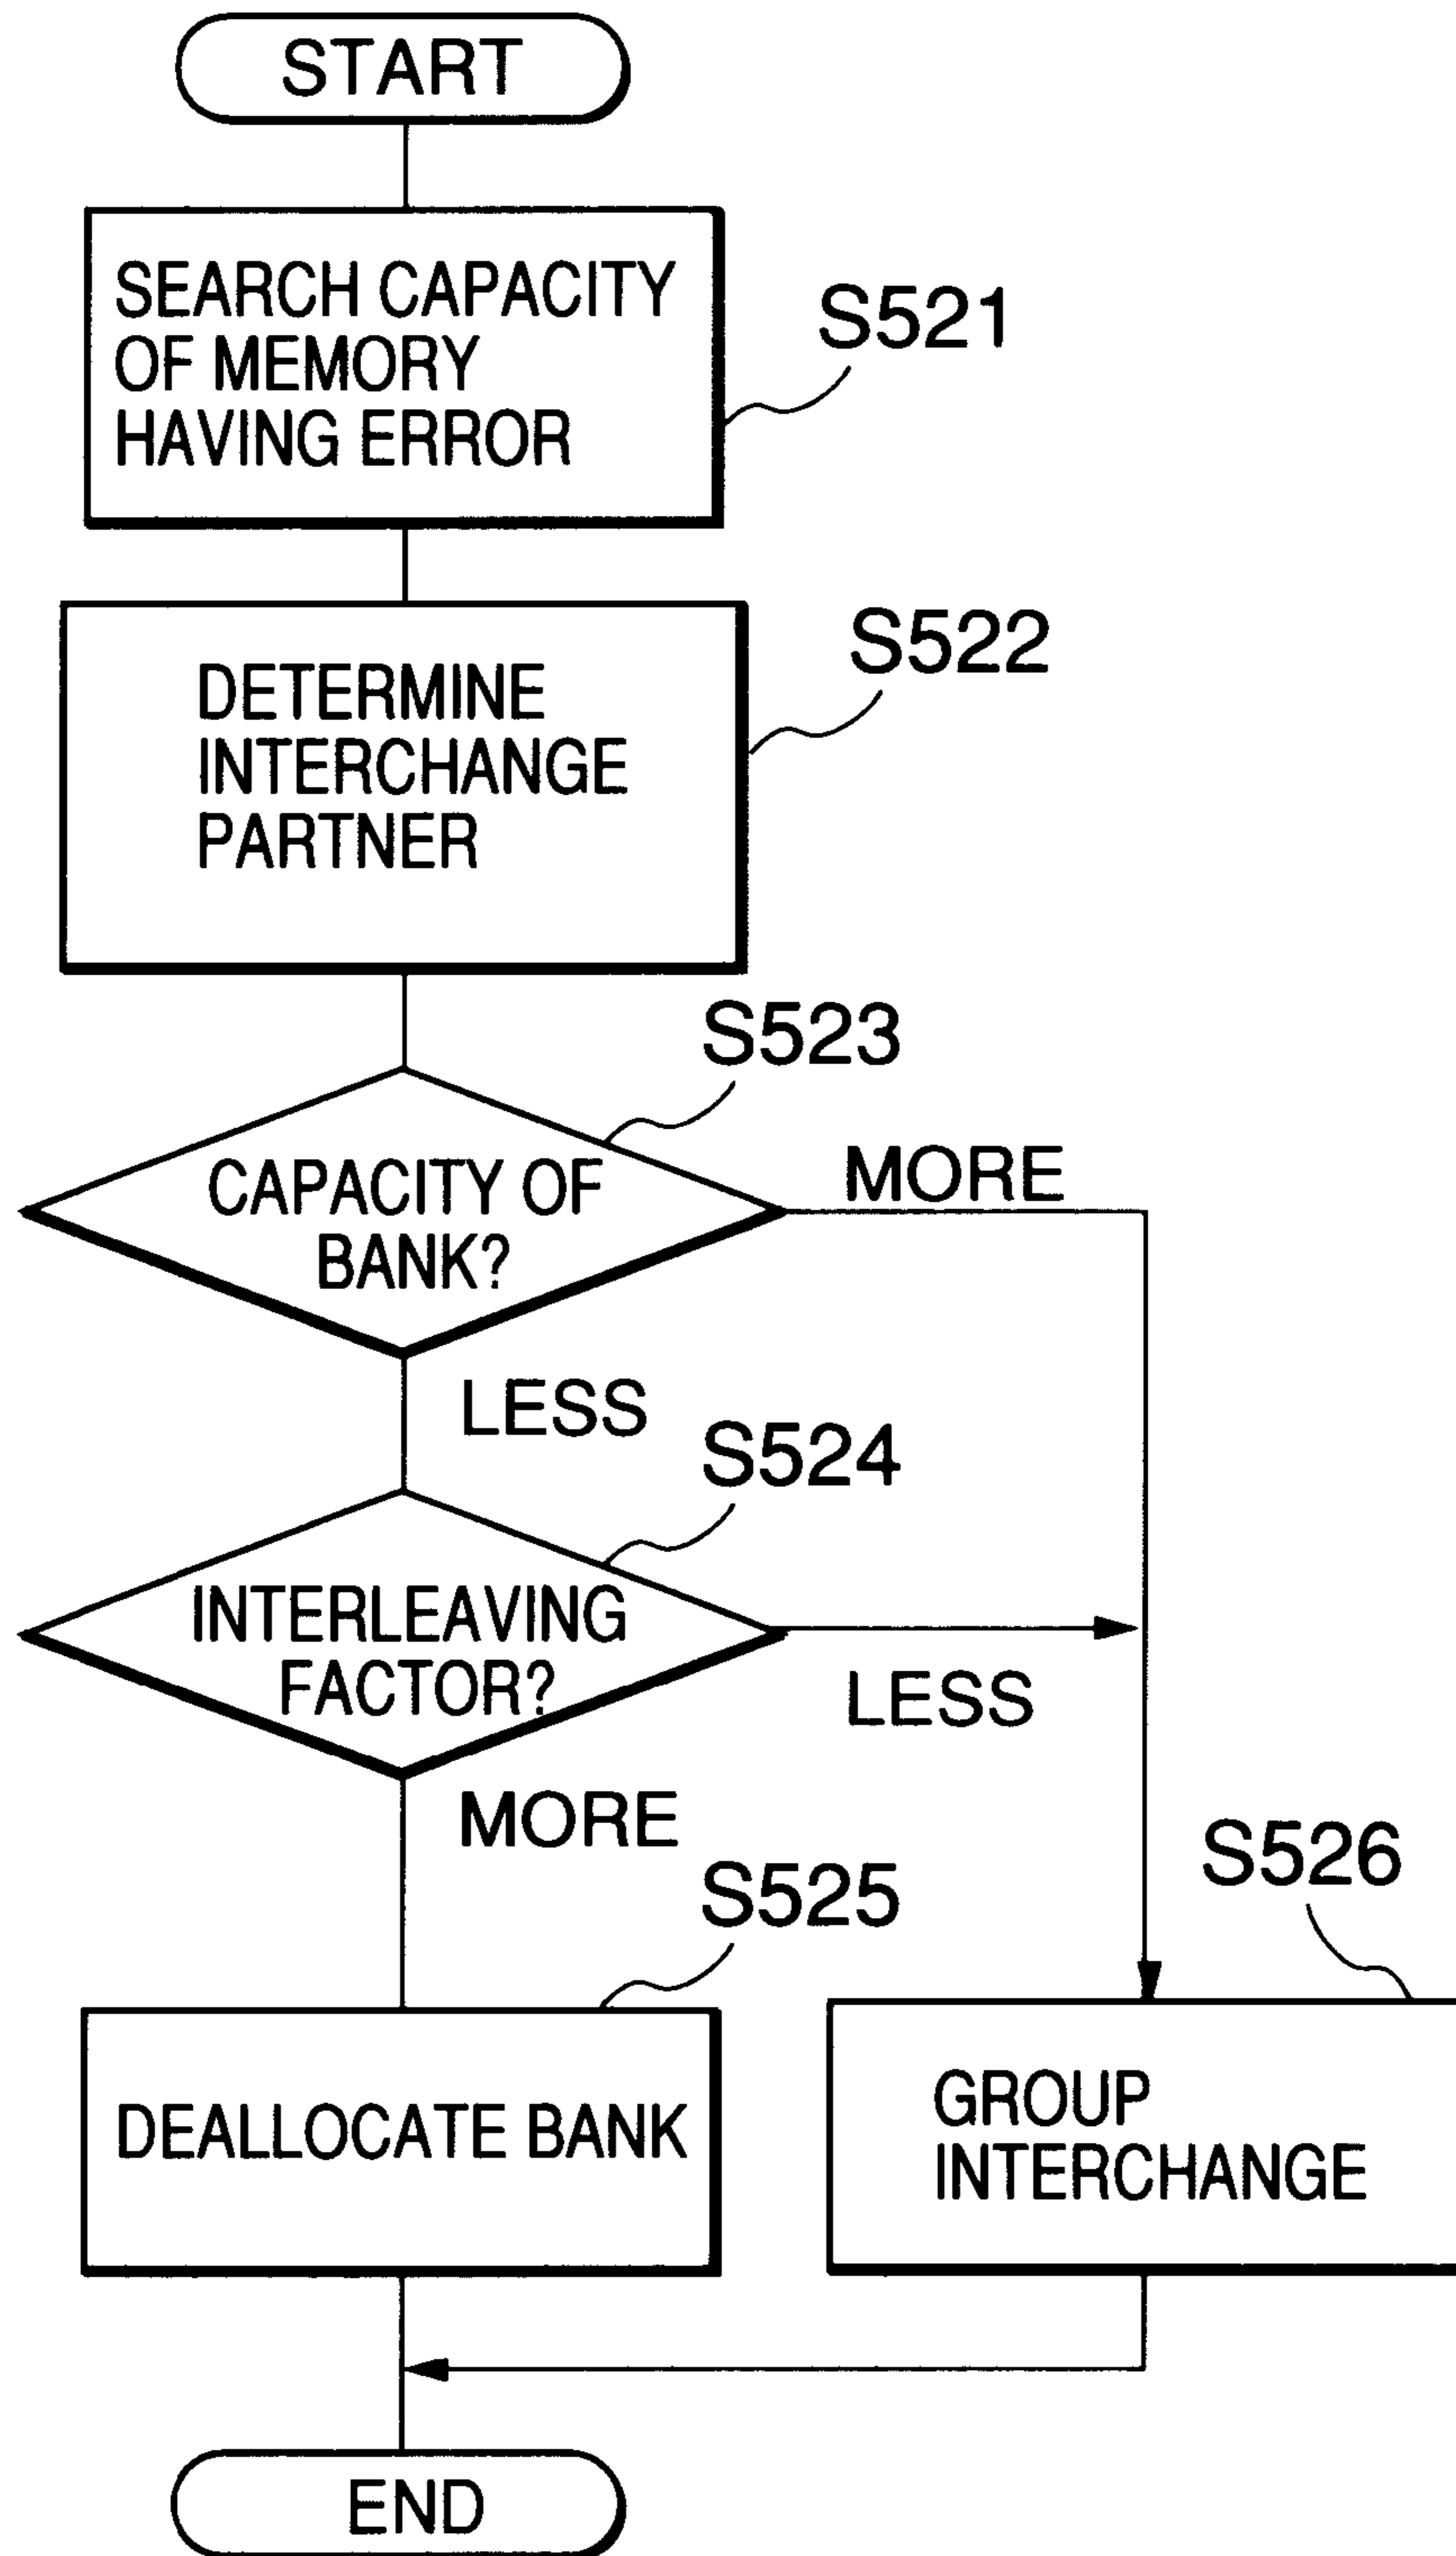 START
SEARCH CAPACITY
OF MEMORY
HAVING ERROR
S521
DETERMINE
INTERCHANGE
PARTNER
S522
S523
CAPACITY OF
BANK?
MORE
LESS
S524
INTERLEAVING
FACTOR?
LESS
MORE
S525
S526
DEALLOCATE BANK
GROUP
INTERCHANGE
END